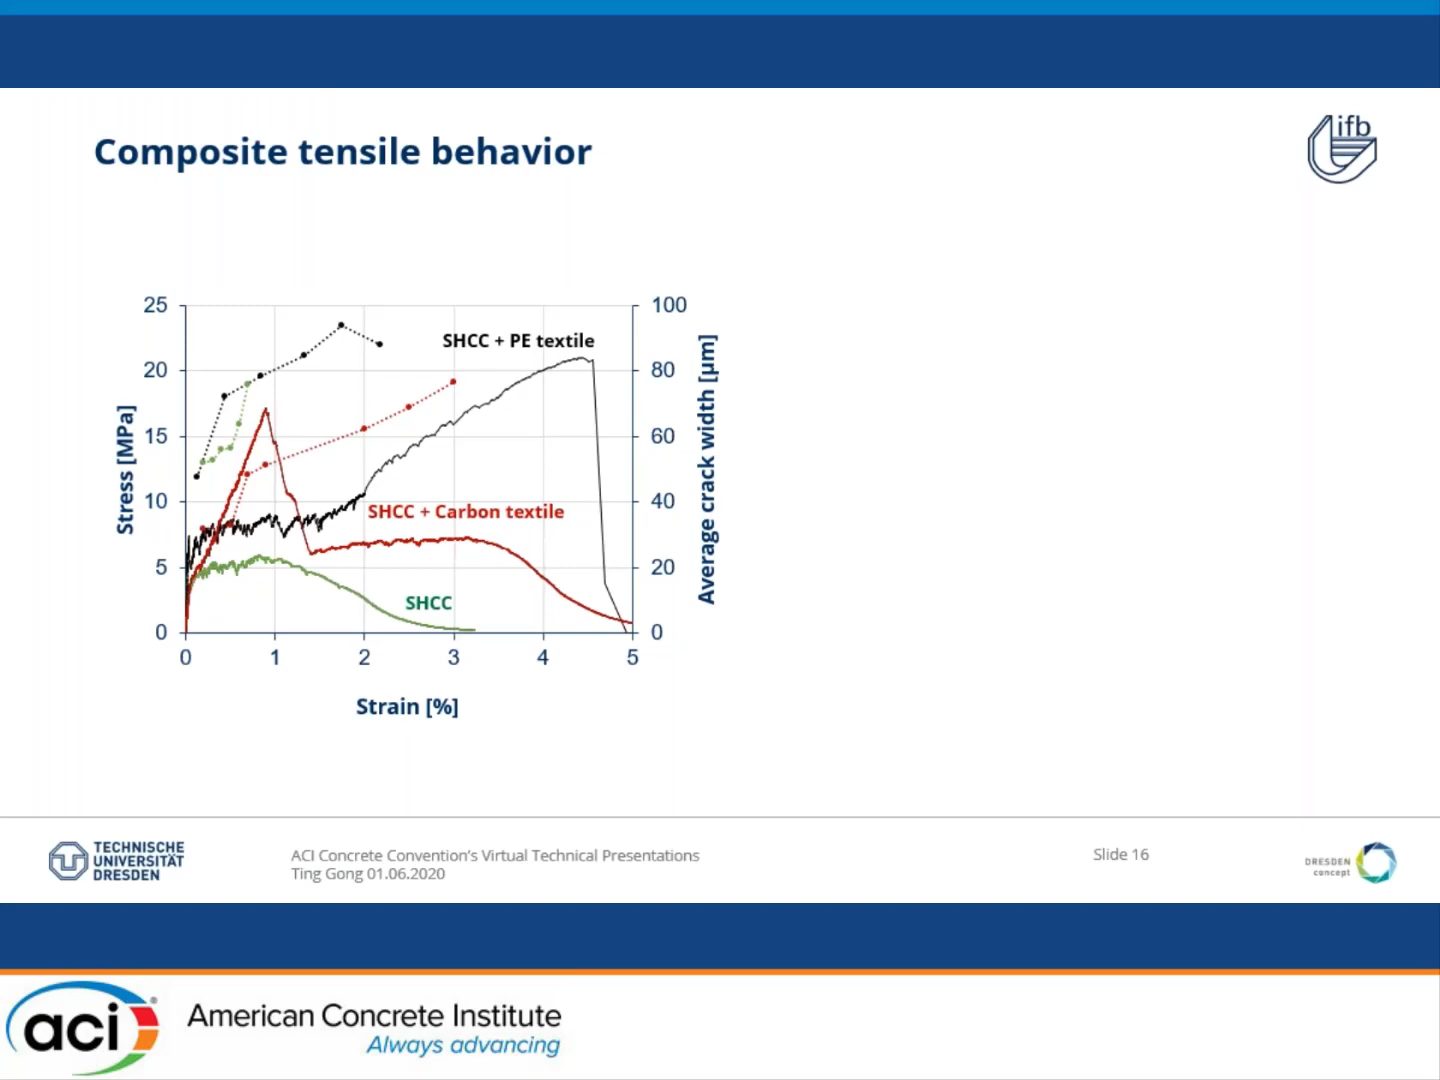 Composite tensile behavior
ifb
25
20
15
10
5
0
Stress [MPa]
SHCC + PE textile
SHCC + Carbon textile
SHCC
100
80
60
40
20
0
Average crack width [µm]
0 1 2 3 4 5
Strain [%]
TECHNISCHE
UNIVERSITÄT
DRESDEN
ACI Concrete Convention’s Virtual Technical Presentations
Ting Gong 01.06.2020
Slide 16
DRESDEN
concept
aci
American Concrete Institute
Always advancing